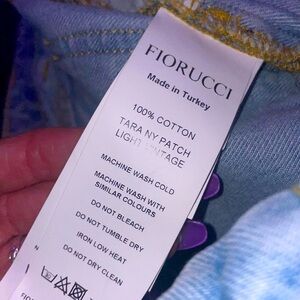 FIORUCCI
Made in Turkey
100% COTTON
TARA NY PATCH
LIGHT VINTAGE
MACHINE WASH COLD
MACHINE WASH WITH
SIMILAR COLOURS
DO NOT BLEACH
DO NOT TUMBLE DRY
IRON LOW HEAT
DO NOT DRY CLEAN